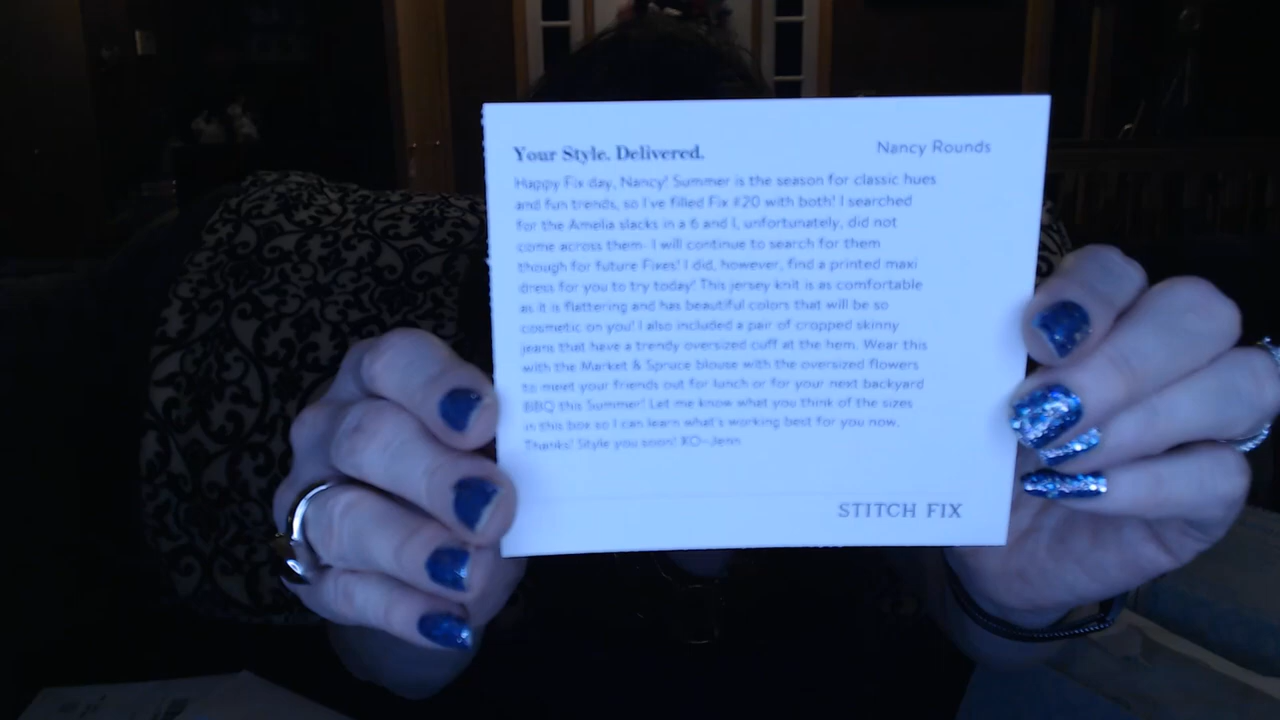 Your Style. Delivered.
Nancy Rounds
Happy Fix day, Nancy! Summer is the season for classic hues
and fun trends, so I've filled Fix #20 with both! I searched
for the Amelia slacks in a 6 and I, unfortunately, did not
come across them. I will continue to search for them
though for future Fixes! I did, however, find a printed maxi
dress for you to try today! This jersey knit is as comfortable
as it is flattering and has beautiful colors that will be so
cosmetic on you! I also included a pair of cropped skinny
jeans that have a trendy oversized cuff at the hem. Wear this
with the Market & Spruce blouse with the oversized flowers
to meet your friends out for lunch or for your next backyard
BBQ this Summer! Let me know what you think of the sizes
in this box so I can learn what's working best for you now.
Thanks! Style you soon! XO~Jenn
STITCH FIX